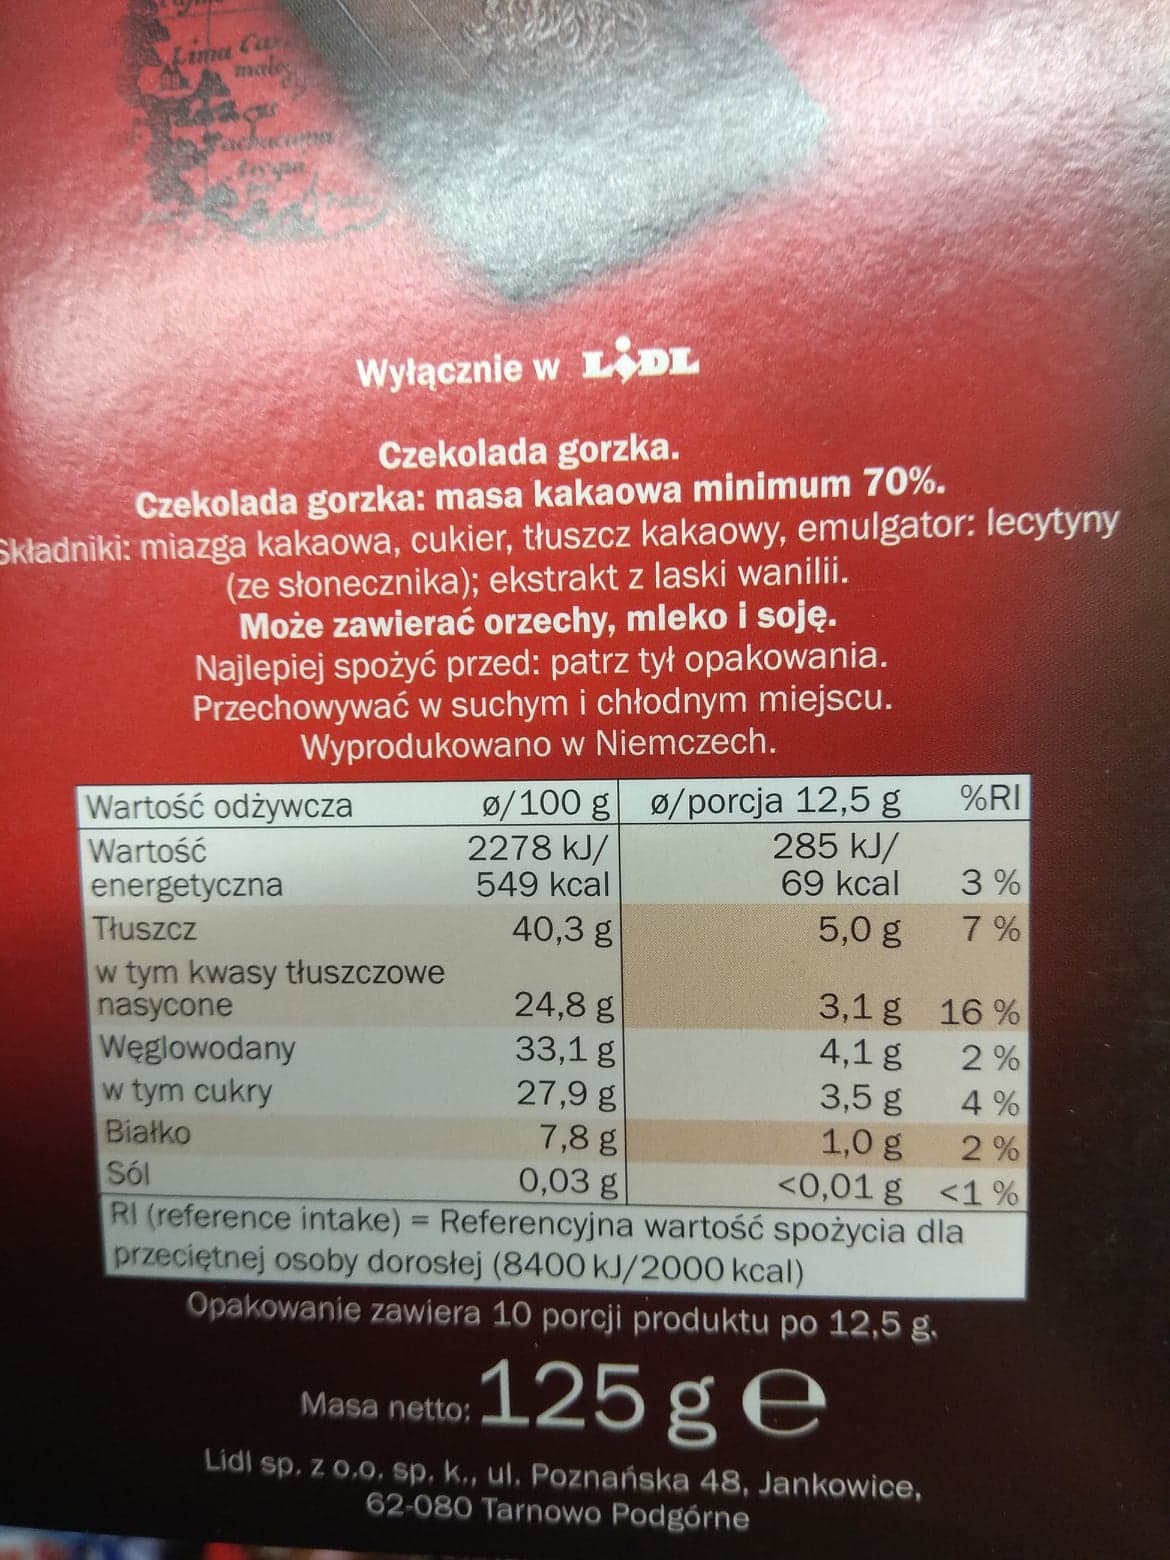 Lima
Wyłącznie w LIDL
Czekolada gorzka.
Czekolada gorzka: masa kakaowa minimum 70%.
Składniki: miazga kakaowa, cukier, tłuszcz kakaowy, emulgator: lecytyny
(ze słonecznika); ekstrakt z laski wanilii.
Może zawierać orzechy, mleko i soję.
Najlepiej spożyć przed: patrz tył opakowania.
Przechowywać w suchym i chłodnym miejscu.
Wyprodukowano w Niemczech.
Wartość odżywcza ø/100 g ø/porcja 12,5 g %RI
Wartość 2278 kJ/ 285 kJ/
energetyczna 549 kcal 69 kcal 3 %
Tłuszcz 40,3 g 5,0 g 7 %
w tym kwasy tłuszczowe
nasycone 24,8 g 3,1 g 16 %
Węglowodany 33,1 g 4,1 g 2 %
w tym cukry 27,9 g 3,5 g 4 %
Białko 7,8 g 1,0 g 2 %
Sól 0,03 g <0,01 g <1 %
RI (reference intake) = Referencyjna wartość spożycia dla
przeciętnej osoby dorosłej (8400 kJ/2000 kcal)
Opakowanie zawiera 10 porcji produktu po 12,5 g.
Masa netto: 125 g e
Lidl sp. z o.o. sp. k., ul. Poznańska 48, Jankowice,
62-080 Tarnowo Podgórne